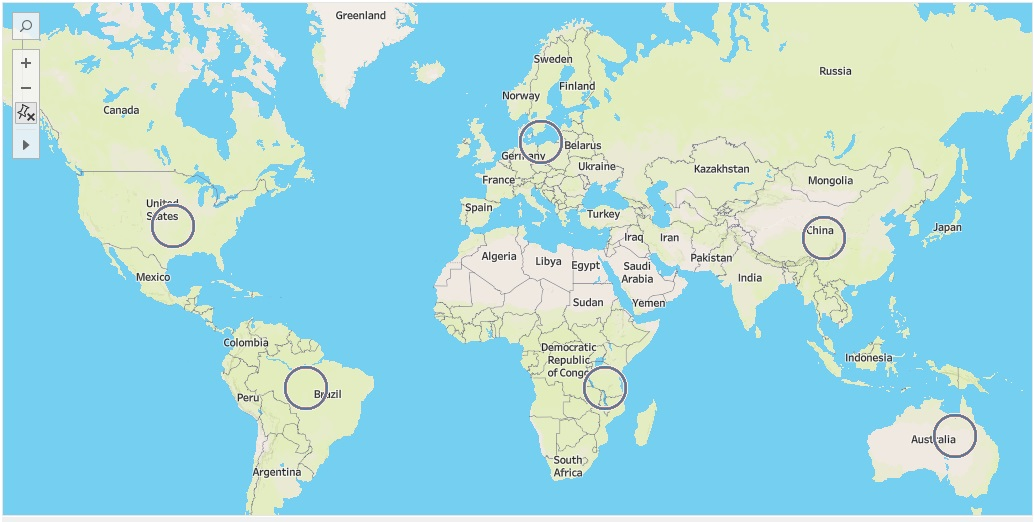 Greenland
Sweden
Russia
Finland
Norway
Canada
Belarus
Germany
Ukraine
Kazakhstan
France
Mongolia
United
States
Spain
Turkey
Japan
China
Iraq
Iran
Algeria
Libya
Egypt
Pakistan
Saudi
Arabia
India
Mexico
Sudan
Yemen
Colombia
Democratic
Republic
of Congo
Indonesia
Peru
Brazil
Australia
South
Africa
Argentina